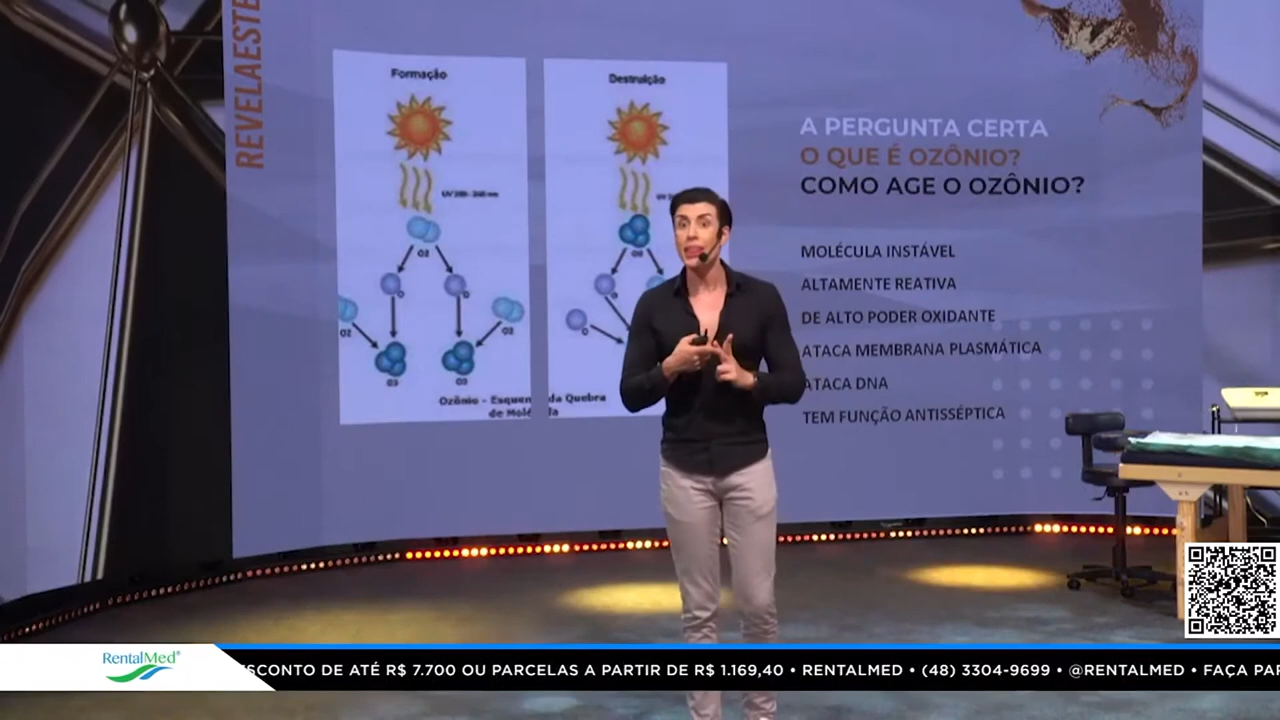 REVELAESTE
Formação
Destruição
A PERGUNTA CERTA
O QUE É OZÔNIO?
COMO AGE O OZÔNIO?
O2
O
O
O2
O2
O3
O3
MOLÉCULA INSTÁVEL
ALTAMENTE REATIVA
DE ALTO PODER OXIDANTE
ATACA MEMBRANA PLASMÁTICA
ATACA DNA
TEM FUNÇÃO ANTISSÉPTICA
Ozônio - Esquema da Quebra
de
RentalMed
SCONTO DE ATÉ R$ 7.700 OU PARCELAS A PARTIR DE R$ 1.169,40 • RENTALMED • (48) 3304-9699 • @RENTALMED • FAÇA PAR